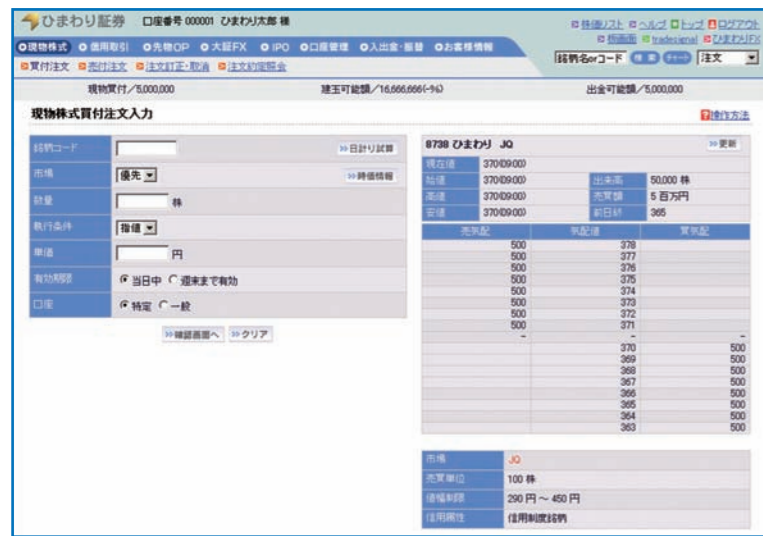 ひまわり証券 口座番号 000001 ひまわり太郎 様
株価リスト ヘルプ トップ ログアウト
板画面 tradesignal ひまわりFX
現物株式 信用取引 先物OP 大証FX IPO 口座管理 入出金・振替 お客様情報
銘柄名orコード 検索 チャート 注文
買付注文 売付注文 注文訂正・取消 注文約定照会
現物買付/5,000,000 建玉可能額/16,666,666(-%) 出金可能額/5,000,000
現物株式買付注文入力 操作方法
銘柄コード 日計り試算
市場 優先 時価情報
数量 株
執行条件 指値
単価 円
有効期限 当日中 週末まで有効
口座 特定 一般
確認画面へ クリア
8738 ひまわり JQ 更新
現在値 370(09:00)
始値 370(09:00) 出来高 50,000 株
高値 370(09:00) 売買額 5 百万円
安値 370(09:00) 前日終 365
売気配 気配値 買気配
500 378
500 377
500 376
500 375
500 374
500 373
500 372
500 371
- - -
370 500
369 500
368 500
367 500
366 500
365 500
364 500
363 500
市場 JQ
売買単位 100 株
値幅制限 290 円 ~ 450 円
信用属性 信用制度銘柄